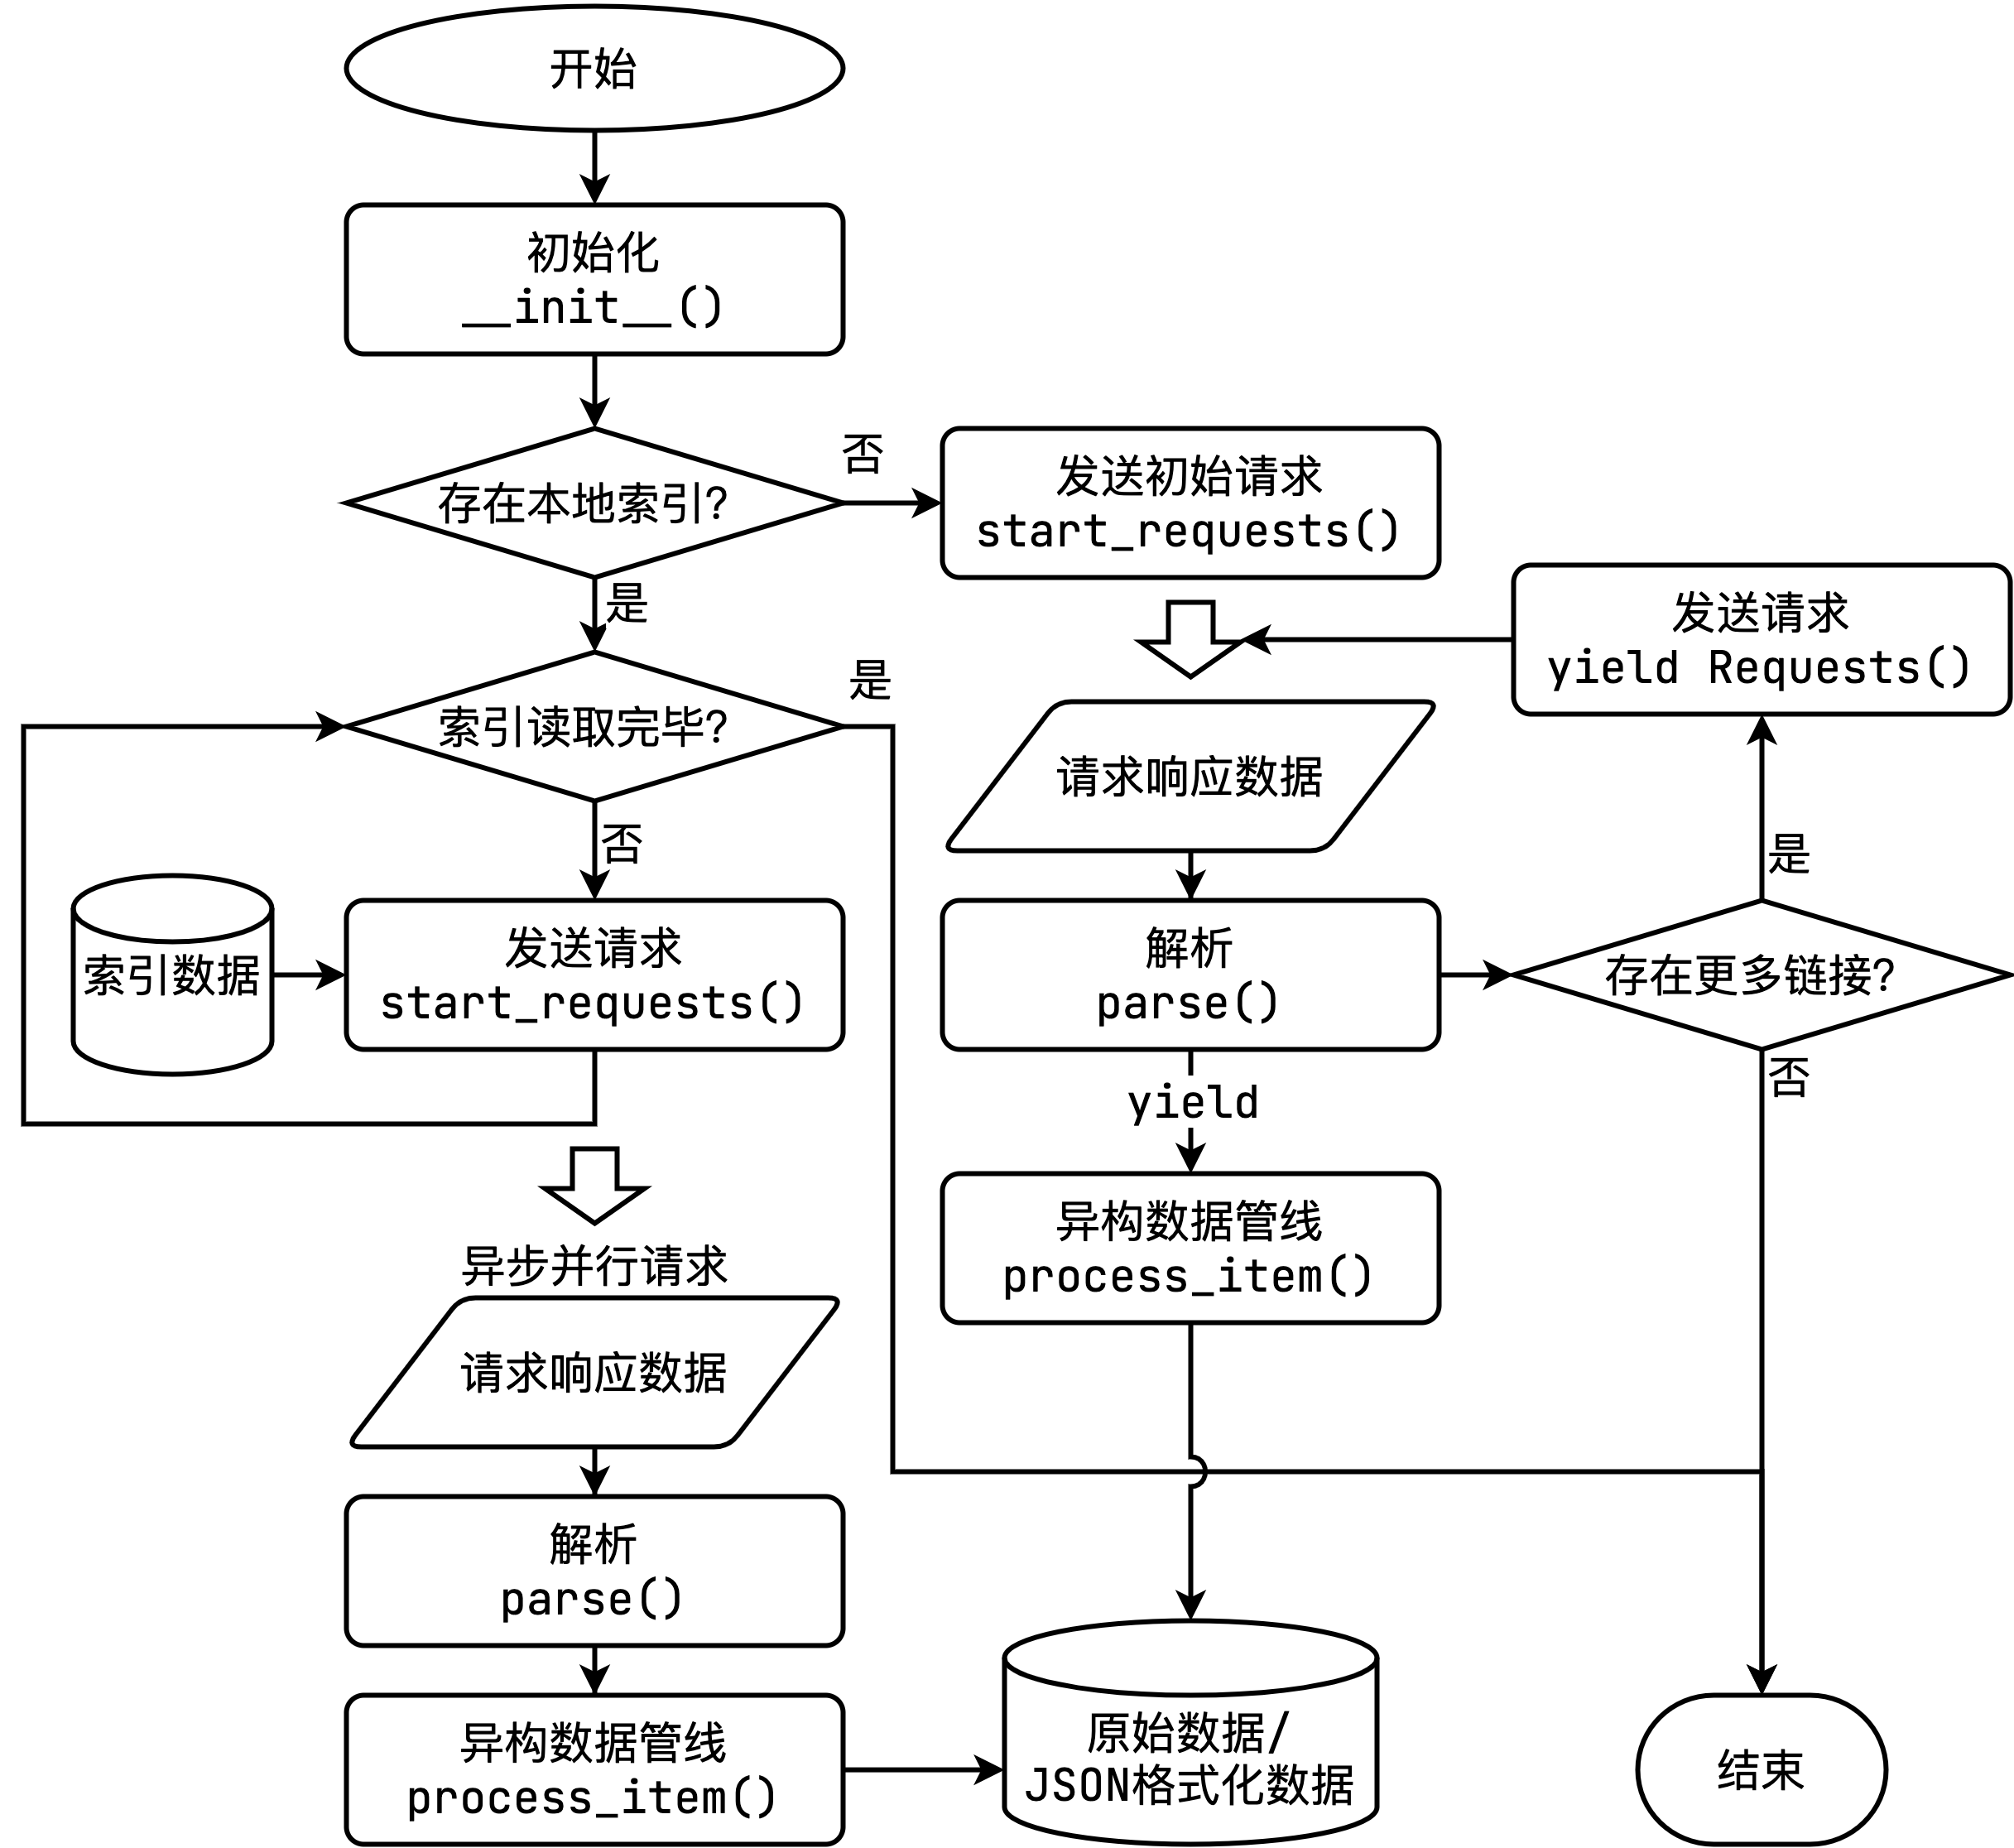 开始
初始化
__init__()
存在本地索引?
否
是
发送初始请求
start_requests()
发送请求
yield Requests()
索引读取完毕?
是
否
请求响应数据
是
索引数据
发送请求
start_requests()
解析
parse()
存在更多链接?
否
yield
异构数据管线
process_item()
异步并行请求
请求响应数据
解析
parse()
异构数据管线
process_item()
原始数据/
JSON格式化数据
结束